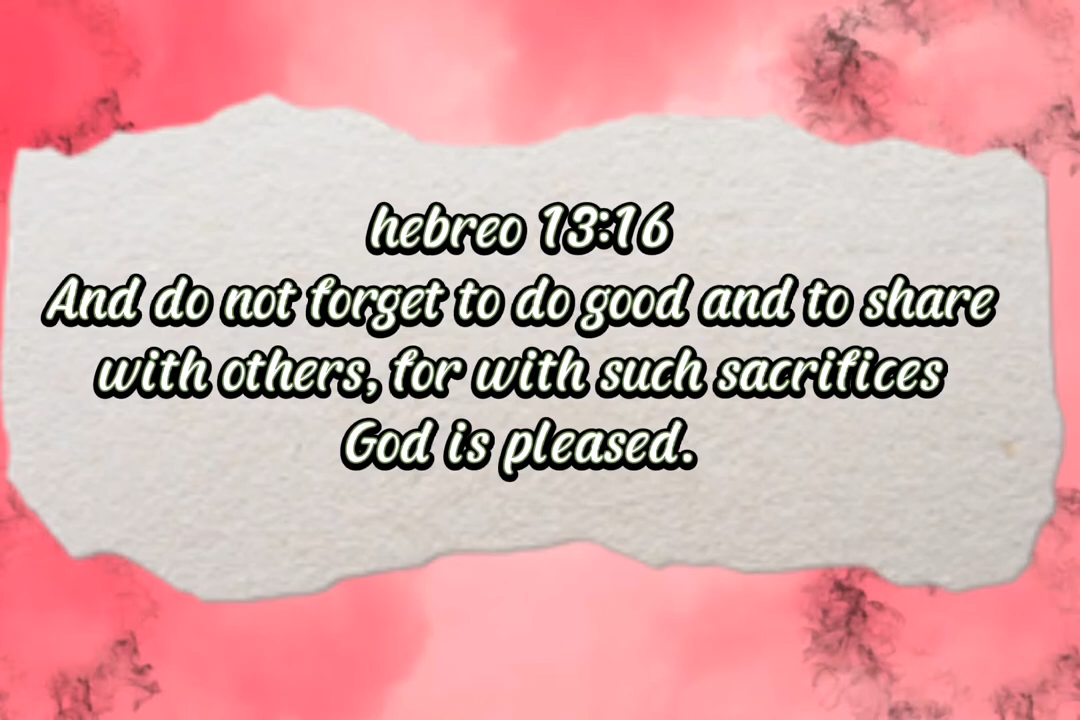 hebreo 13:16
And do not forget to do good and to share
with others, for with such sacrifices
God is pleased.